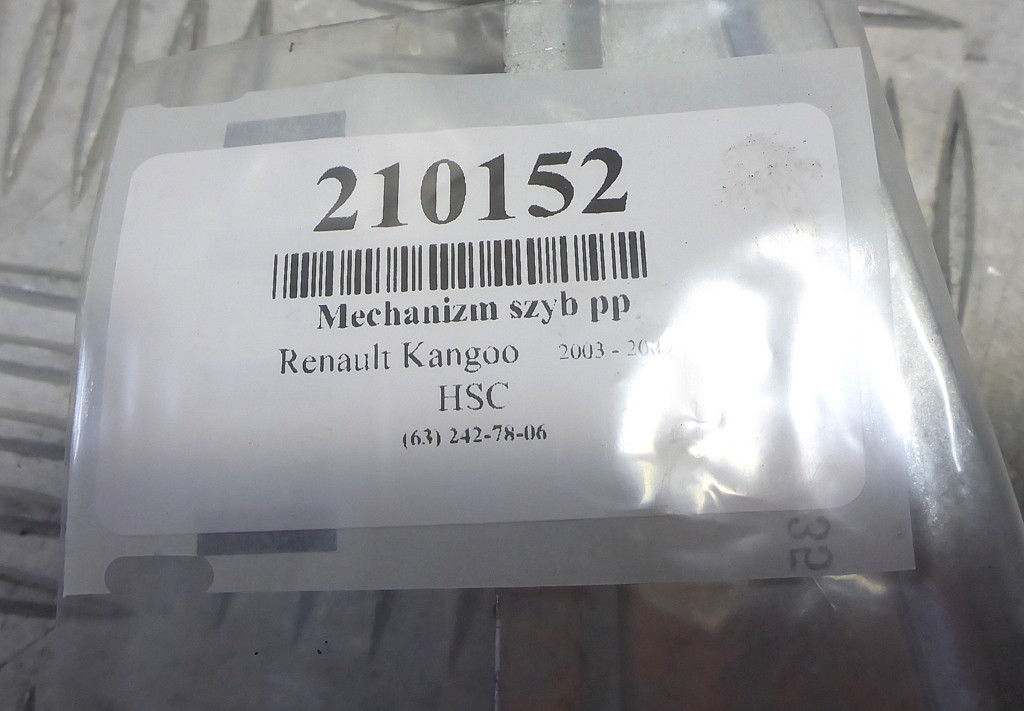 210152
Mechanizm szyb pp
Renault Kangoo 2003 -
HSC
(63) 242-78-06
32